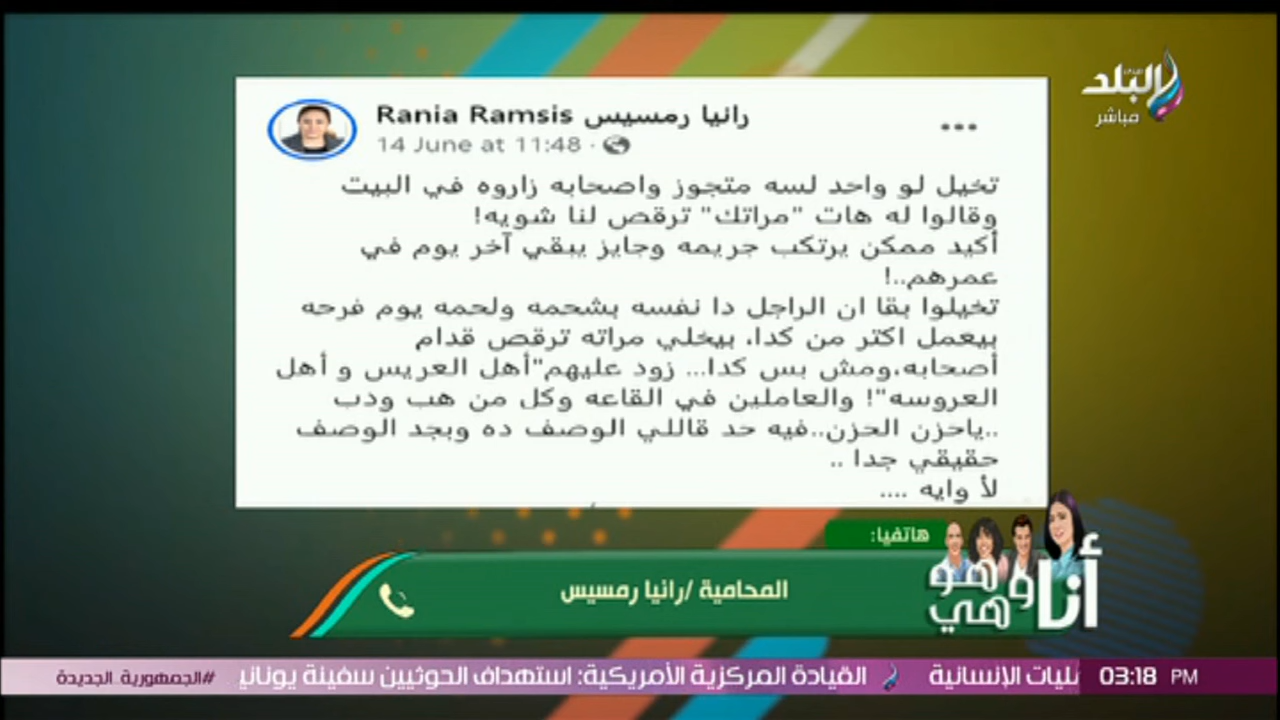 صدى البلد
مباشر
Rania Ramsis رانيا رمسيس
14 June at 11:48
تخيل لو واحد لسه متجوز واصحابه زاروه في البيت
وقالوا له هات "مراتك" ترقص لنا شويه!
أكيد ممكن يرتكب جريمه وجايز يبقي آخر يوم في
عمرهم..!
تخيلوا بقا ان الراجل دا نفسه بشحمه ولحمه يوم فرحه
بيعمل اكتر من كدا، بيخلي مراته ترقص قدام
أصحابه،ومش بس كدا... زود عليهم"أهل العريس و أهل
العروسه"! والعاملين في القاعه وكل من هب ودب
..ياحزن الحزن..فيه حد قاللي الوصف ده وبجد الوصف
حقيقي جدا ..
لأ وايه ....
هاتفيا:
أنا وهو وهي
المحامية /رانيا رمسيس
03:18 PM
ـليات الإنسانية
القيادة المركزية الأمريكية: استهداف الحوثيين سفينة يونانيـ
#الجمهورية_الجديدة